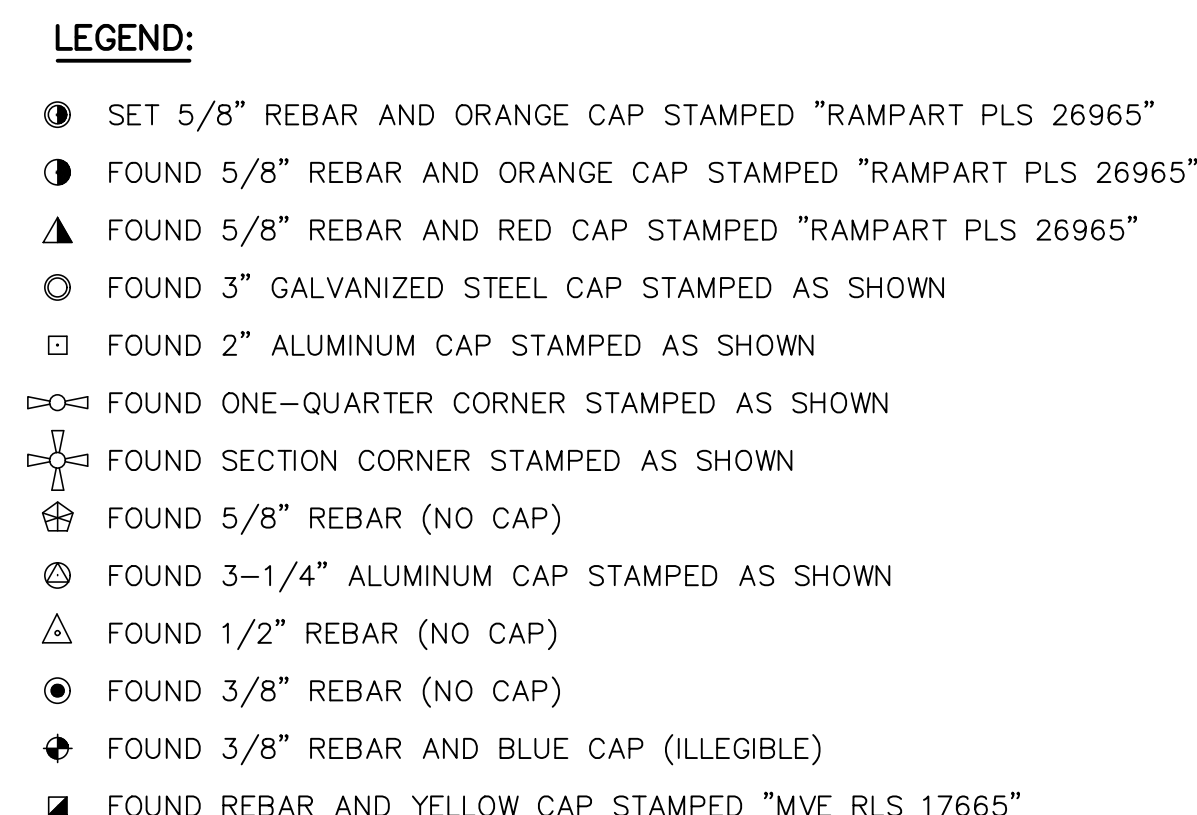 LEGEND:
SET 5/8" REBAR AND ORANGE CAP STAMPED "RAMPART PLS 26965"
FOUND 5/8" REBAR AND ORANGE CAP STAMPED "RAMPART PLS 26965"
FOUND 5/8" REBAR AND RED CAP STAMPED "RAMPART PLS 26965"
FOUND 3" GALVANIZED STEEL CAP STAMPED AS SHOWN
FOUND 2" ALUMINUM CAP STAMPED AS SHOWN
FOUND ONE-QUARTER CORNER STAMPED AS SHOWN
FOUND SECTION CORNER STAMPED AS SHOWN
FOUND 5/8" REBAR (NO CAP)
FOUND 3-1/4" ALUMINUM CAP STAMPED AS SHOWN
FOUND 1/2" REBAR (NO CAP)
FOUND 3/8" REBAR (NO CAP)
FOUND 3/8" REBAR AND BLUE CAP (ILLEGIBLE)
FOUND REBAR AND YELLOW CAP STAMPED "MVE RLS 17665"